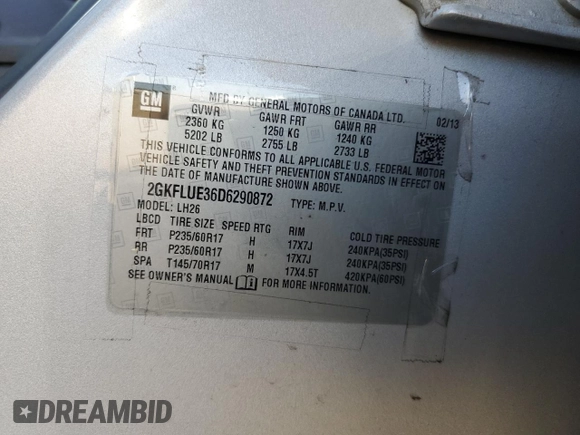 GM
MFG BY GENERAL MOTORS OF CANADA LTD.
GVWR GAWR FRT GAWR RR 02/13
2360 KG 1250 KG 1240 KG
5202 LB 2755 LB 2733 LB
THIS VEHICLE CONFORMS TO ALL APPLICABLE U.S. FEDERAL MOTOR
VEHICLE SAFETY AND THEFT PREVENTION STANDARDS IN EFFECT ON
THE DATE OF MANUFACTURE SHOWN ABOVE.
2GKFLUE36D6290872 TYPE: M.P.V.
MODEL: LH26
LBCD TIRE SIZE SPEED RTG RIM COLD TIRE PRESSURE
FRT P235/60R17 H 17X7J 240KPA(35PSI)
RR P235/60R17 H 17X7J 240KPA(35PSI)
SPA T145/70R17 M 17X4.5T 420KPA(60PSI)
SEE OWNER'S MANUAL FOR MORE INFORMATION.
DREAMBID